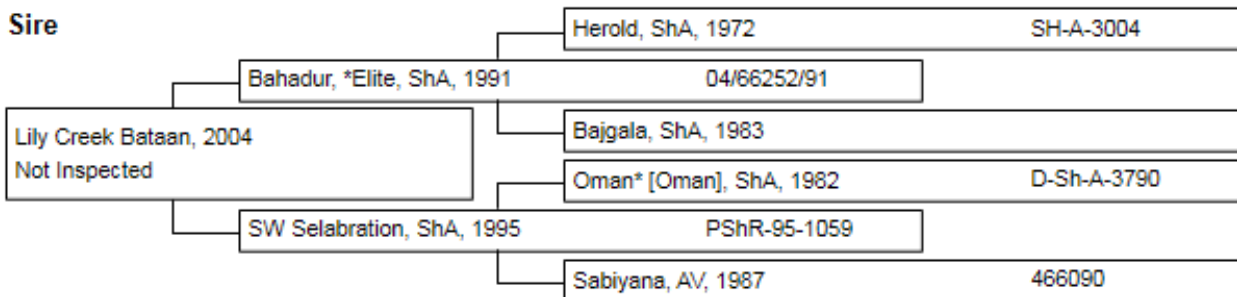 Sire
Herold, ShA, 1972 SH-A-3004
Bahadur, *Elite, ShA, 1991 04/66252/91
Bajgala, ShA, 1983
Lily Creek Bataan, 2004
Not Inspected
Oman* [Oman], ShA, 1982 D-Sh-A-3790
SW Selabration, ShA, 1995 PShR-95-1059
Sabiyana, AV, 1987 466090